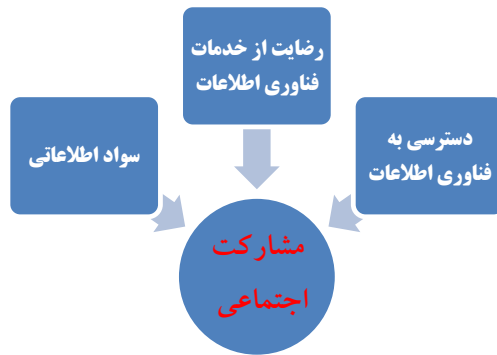 رضایت از خدمات
فناوری اطلاعات
دسترسی به
فناوری اطلاعات
سواد اطلاعاتی
مشارکت
اجتماعی